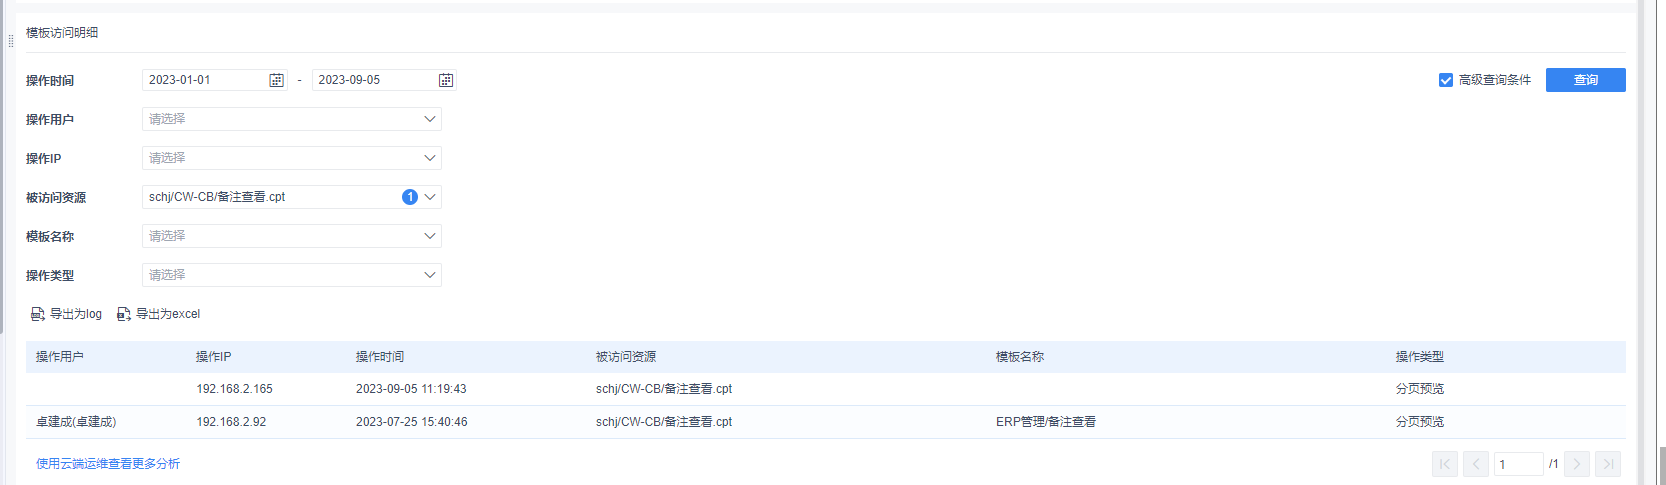 模板访问明细
操作时间 2023-01-01 - 2023-09-05 高级查询条件 查询
操作用户 请选择
操作IP 请选择
被访问资源 schj/CW-CB/备注查看.cpt 1
模板名称 请选择
操作类型 请选择
导出为log 导出为excel
操作用户 操作IP 操作时间 被访问资源 模板名称 操作类型
192.168.2.165 2023-09-05 11:19:43 schj/CW-CB/备注查看.cpt 分页预览
卓建成(卓建成) 192.168.2.92 2023-07-25 15:40:46 schj/CW-CB/备注查看.cpt ERP管理/备注查看 分页预览
使用云端运维查看更多分析 1 /1